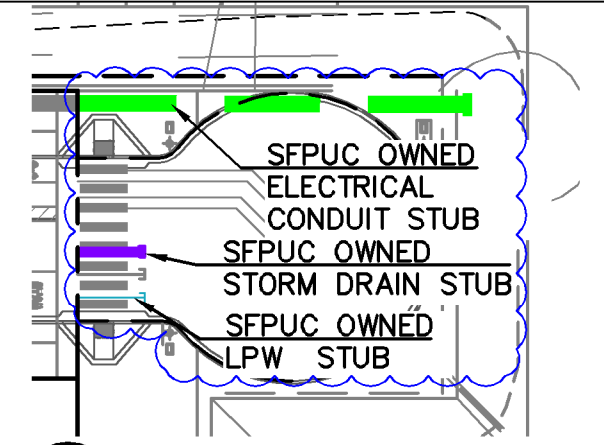 SFPUC OWNED
ELECTRICAL
CONDUIT STUB
SFPUC OWNED
STORM DRAIN STUB
SFPUC OWNED
LPW STUB